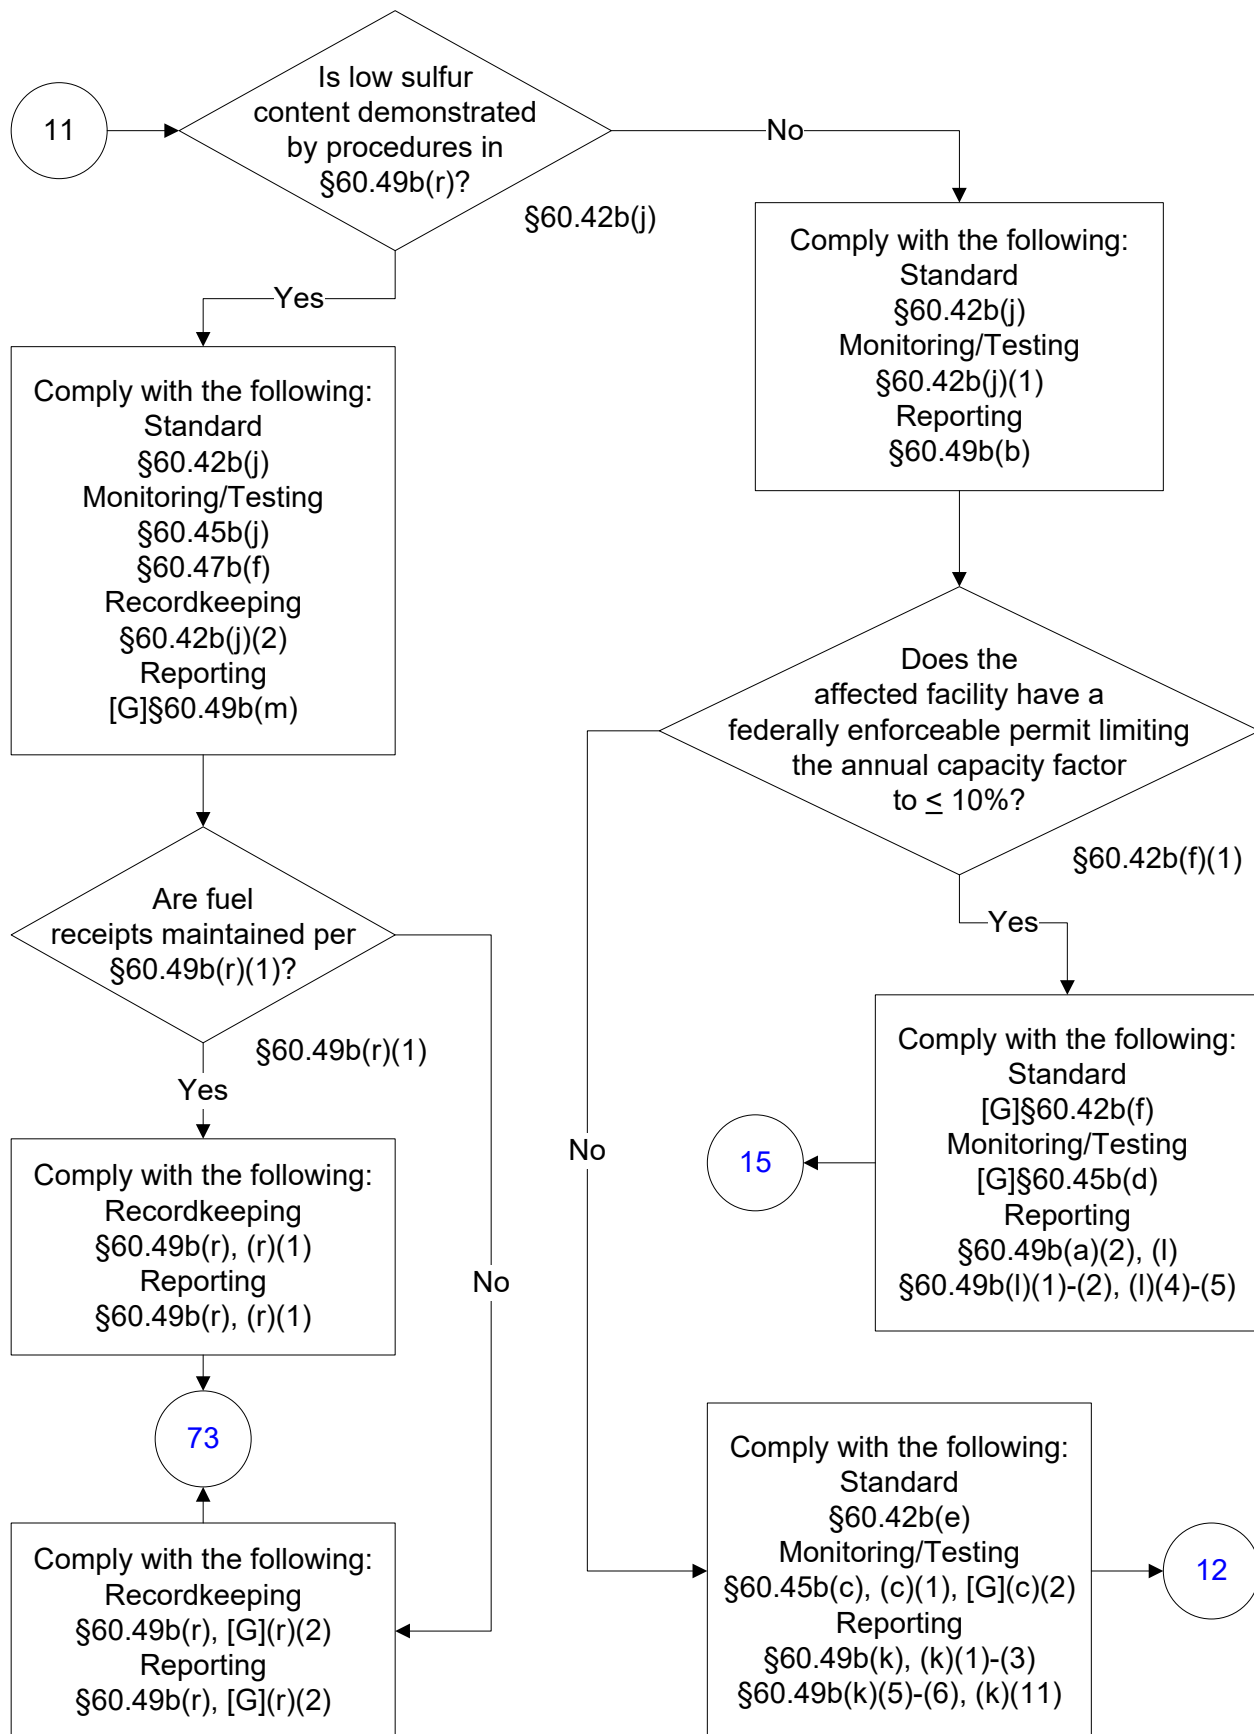 11
Is low sulfur
content demonstrated
by procedures in
§60.49b(r)?
§60.42b(j)
No
Yes
Comply with the following:
Standard
§60.42b(j)
Monitoring/Testing
§60.42b(j)(1)
Reporting
§60.49b(b)
Comply with the following:
Standard
§60.42b(j)
Monitoring/Testing
§60.45b(j)
§60.47b(f)
Recordkeeping
§60.42b(j)(2)
Reporting
[G]§60.49b(m)
Does the
affected facility have a
federally enforceable permit limiting
the annual capacity factor
to ≤ 10%?
§60.42b(f)(1)
Yes
No
Are fuel
receipts maintained per
§60.49b(r)(1)?
§60.49b(r)(1)
Yes
No
Comply with the following:
Standard
[G]§60.42b(f)
Monitoring/Testing
[G]§60.45b(d)
Reporting
§60.49b(a)(2), (l)
§60.49b(l)(1)-(2), (l)(4)-(5)
15
Comply with the following:
Recordkeeping
§60.49b(r), (r)(1)
Reporting
§60.49b(r), (r)(1)
73
Comply with the following:
Recordkeeping
§60.49b(r), [G](r)(2)
Reporting
§60.49b(r), [G](r)(2)
Comply with the following:
Standard
§60.42b(e)
Monitoring/Testing
§60.45b(c), (c)(1), [G](c)(2)
Reporting
§60.49b(k), (k)(1)-(3)
§60.49b(k)(5)-(6), (k)(11)
12